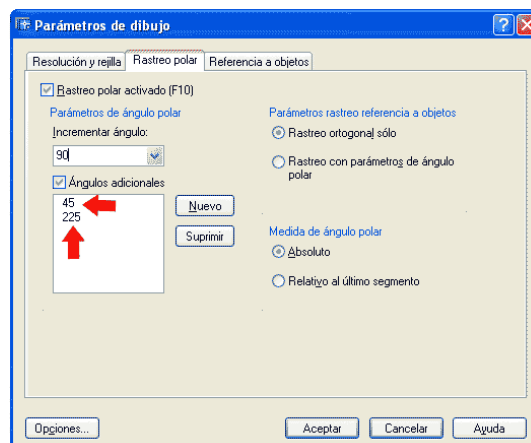 Parámetros de dibujo
Resolución y rejilla
Rastreo polar
Referencia a objetos
Rastreo polar activado (F10)
Parámetros de ángulo polar
Incrementar ángulo:
90
Ángulos adicionales
45
225
Nuevo
Suprimir
Parámetros rastreo referencia a objetos
Rastreo ortogonal sólo
Rastreo con parámetros de ángulo
polar
Medida de ángulo polar
Absoluto
Relativo al último segmento
Opciones...
Aceptar
Cancelar
Ayuda